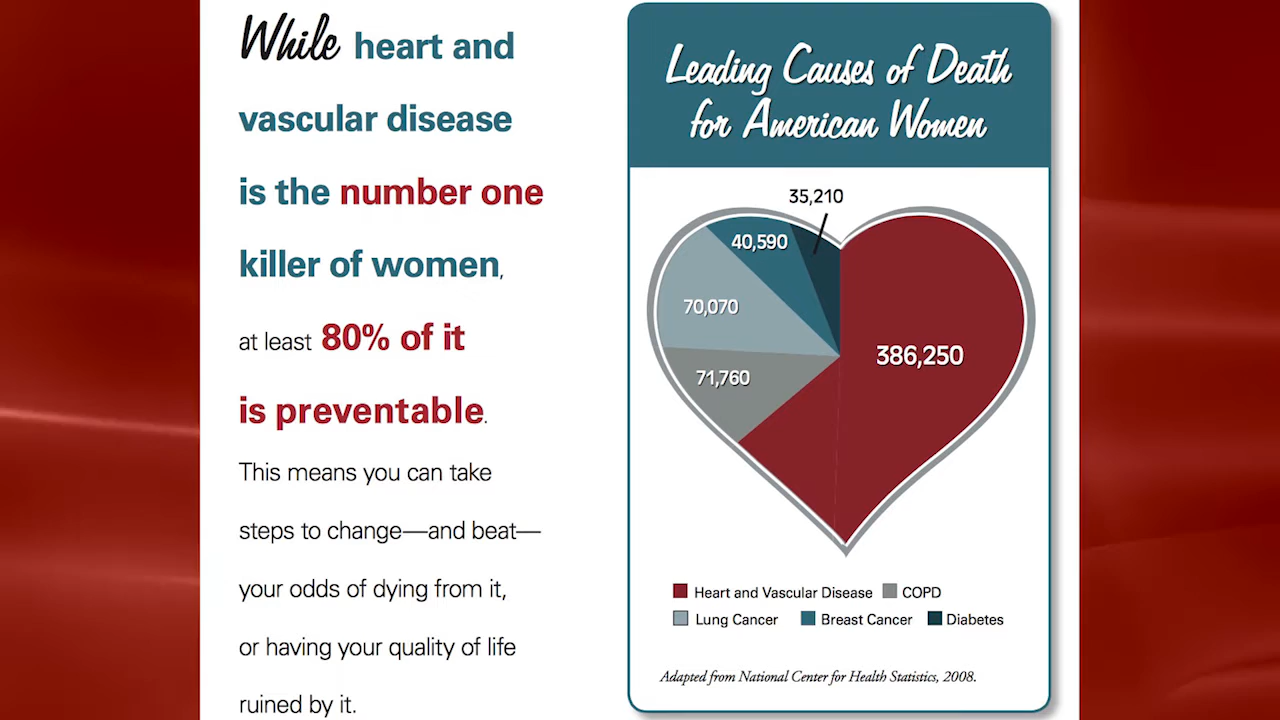 While heart and
vascular disease
is the number one
killer of women,
at least 80% of it
is preventable.
This means you can take
steps to change—and beat—
your odds of dying from it,
or having your quality of life
ruined by it.
Leading Causes of Death
for American Women
35,210
40,590
70,070
71,760
386,250
Heart and Vascular Disease COPD
Lung Cancer Breast Cancer Diabetes
Adapted from National Center for Health Statistics, 2008.